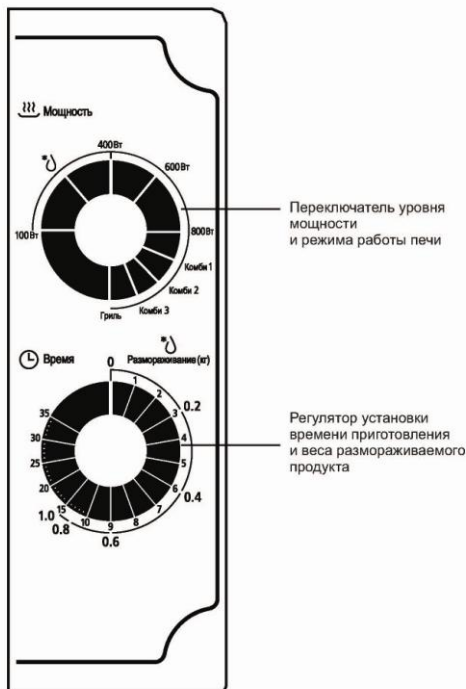 Мощность
400Вт
600Вт
100Вт
800Вт
Комби 1
Комби 2
Комби 3
Гриль
Переключатель уровня
мощности
и режима работы печи
Время
0
Размораживание (кг)
1
2
3
0.2
4
5
6
0.4
7
8
9
0.6
10
15
0.8
1.0
20
25
30
35
Регулятор установки
времени приготовления
и веса размораживаемого
продукта